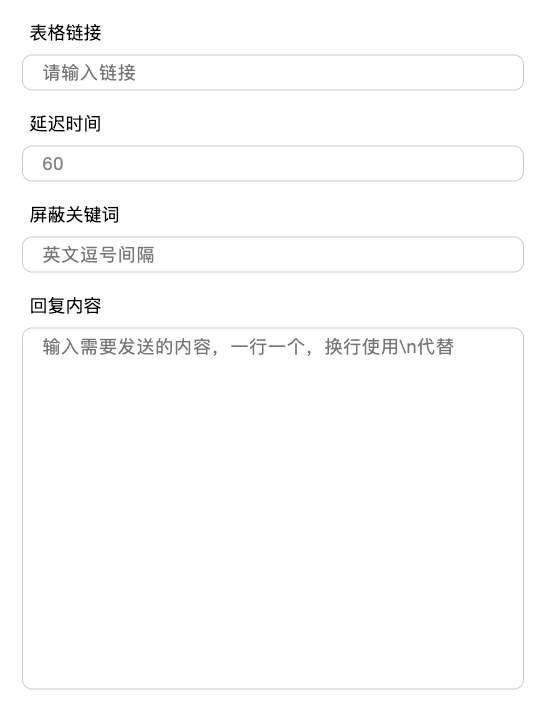 表格链接
请输入链接
延迟时间
60
屏蔽关键词
英文逗号间隔
回复内容
输入需要发送的内容，一行一个，换行使用\n代替